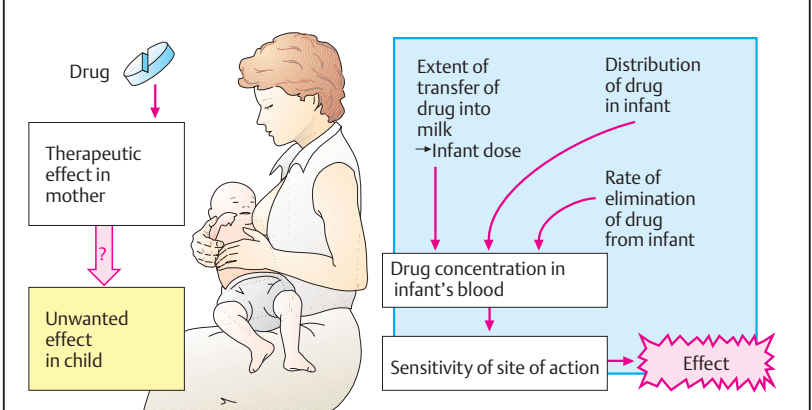 Drug
Therapeutic
effect in
mother
?
Unwanted
effect
in child
Extent of
transfer of
drug into
milk
→Infant dose
Distribution
of drug
in infant
Rate of
elimination
of drug
from infant
Drug concentration in
infant’s blood
Sensitivity of site of action
Effect